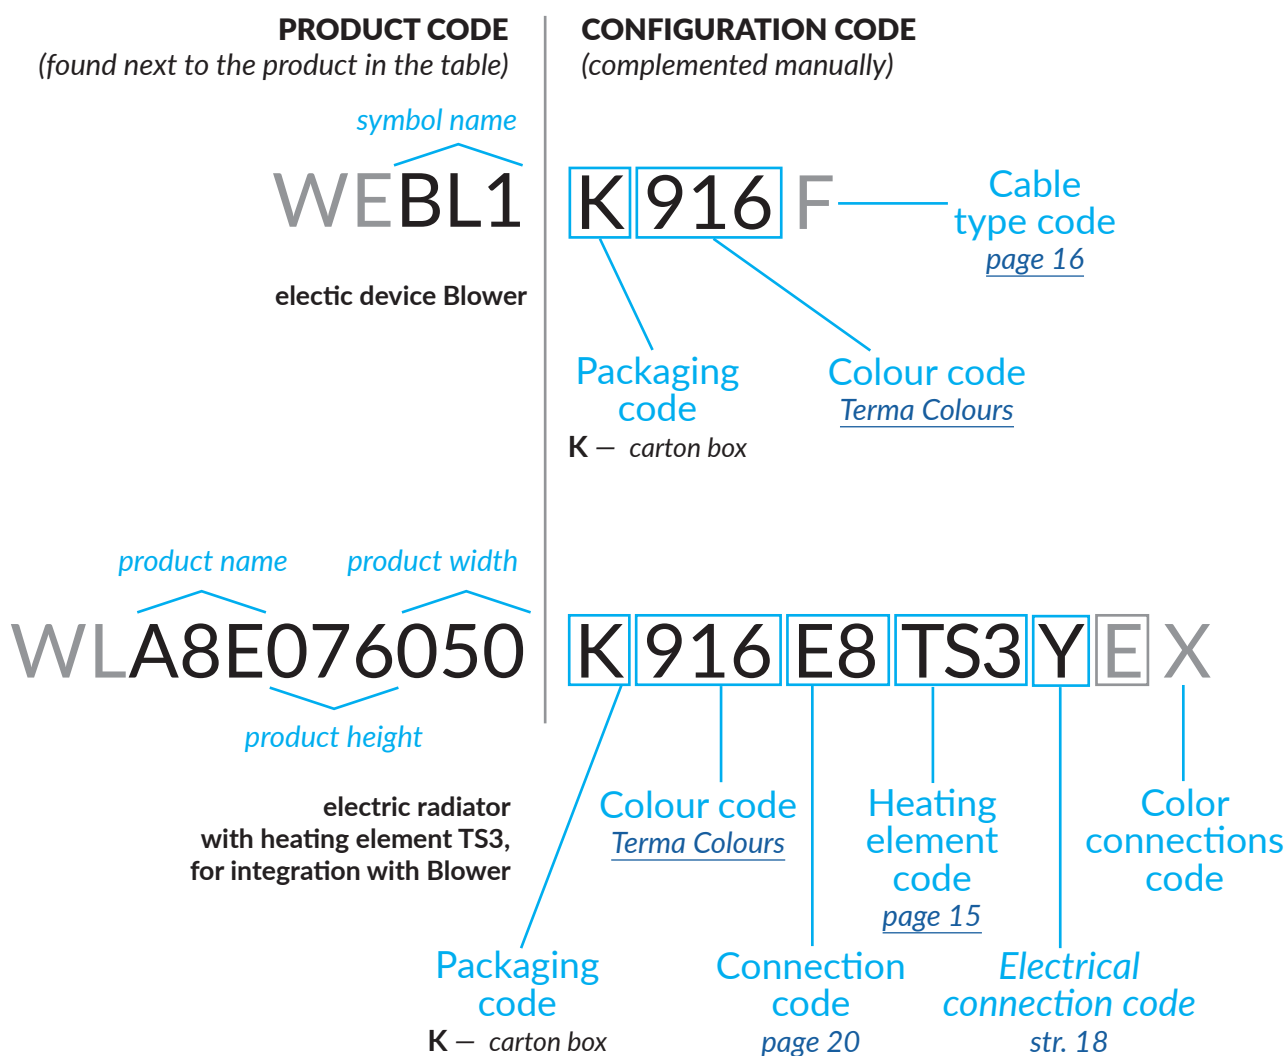 PRODUCT CODE
(found next to the product in the table)
CONFIGURATION CODE
(complemented manually)
symbol name
WEBL1
K 916 F
Cable
type code
page 16
electic device Blower
Packaging
code
K – carton box
Colour code
Terma Colours
product name
product width
WLA8E076050
K 916 E8 TS3 Y E X
product height
electric radiator
with heating element TS3,
for integration with Blower
Colour code
Terma Colours
Heating
element
code
page 15
Color
connections
code
Packaging
code
K – carton box
Connection
code
page 20
Electrical
connection code
str. 18